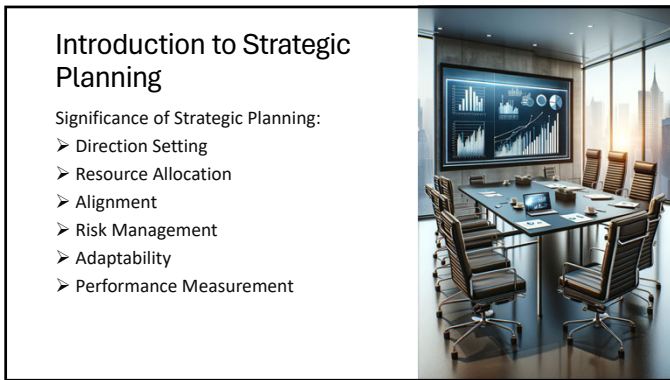 Introduction to Strategic
Planning
Significance of Strategic Planning:
➢ Direction Setting
➢ Resource Allocation
➢ Alignment
➢ Risk Management
➢ Adaptability
➢ Performance Measurement